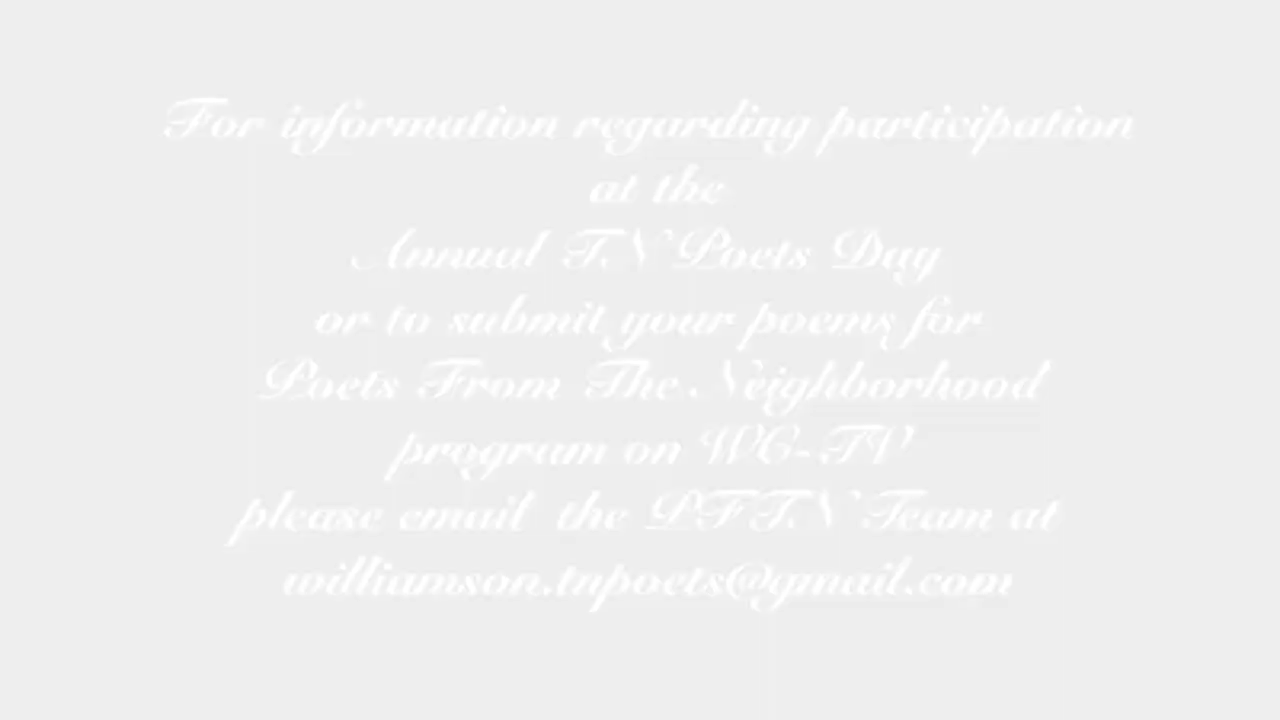 For information regarding participation
at the
Annual TN Poets Day
or to submit your poems for
Poets From The Neighborhood
program on WC-TV
please email the PFTN Team at
williamson.tnpoets@gmail.com